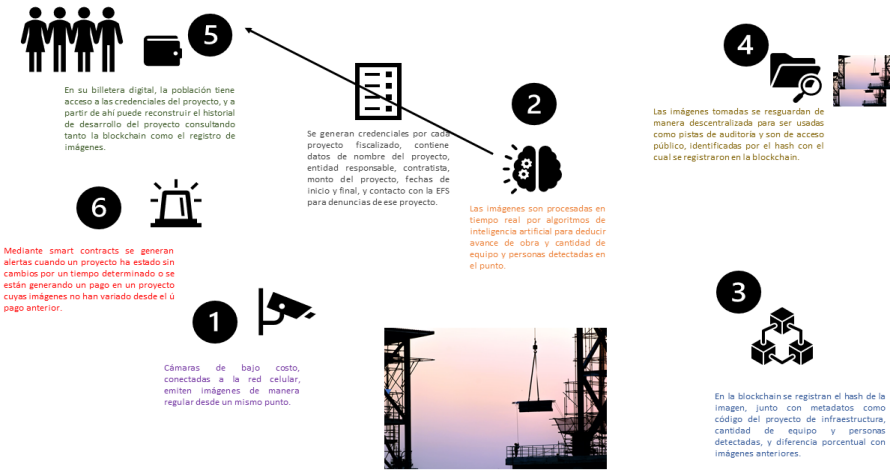 5
En su billetera digital, la población tiene
acceso a las credenciales del proyecto, y a
partir de ahí puede reconstruir el historial
de desarrollo del proyecto consultando
tanto la blockchain como el registro de
imágenes.
Se generan credenciales por cada
proyecto fiscalizado, contiene
datos de nombre del proyecto,
entidad responsable, contratista,
monto del proyecto, fechas de
inicio y final, y contacto con la EFS
para denuncias de ese proyecto.
2
Las imágenes son procesadas en
tiempo real por algoritmos de
inteligencia artificial para deducir
avance de obra y cantidad de
equipo y personas detectadas en
el punto.
4
Las imágenes tomadas se resguardan de
manera descentralizada para ser usadas
como pistas de auditoría y son de acceso
público, identificadas por el hash con el
cual se registraron en la blockchain.
6
Mediante smart contracts se generan
alertas cuando un proyecto ha estado sin
cambios por un tiempo determinado o se
están generando un pago en un proyecto
cuyas imágenes no han variado desde el ú
pago anterior.
1
Cámaras de bajo costo,
conectadas a la red celular,
emiten imágenes de manera
regular desde un mismo punto.
3
En la blockchain se registran el hash de la
imagen, junto con metadatos como
código del proyecto de infraestructura,
cantidad de equipo y personas
detectadas, y diferencia porcentual con
imágenes anteriores.